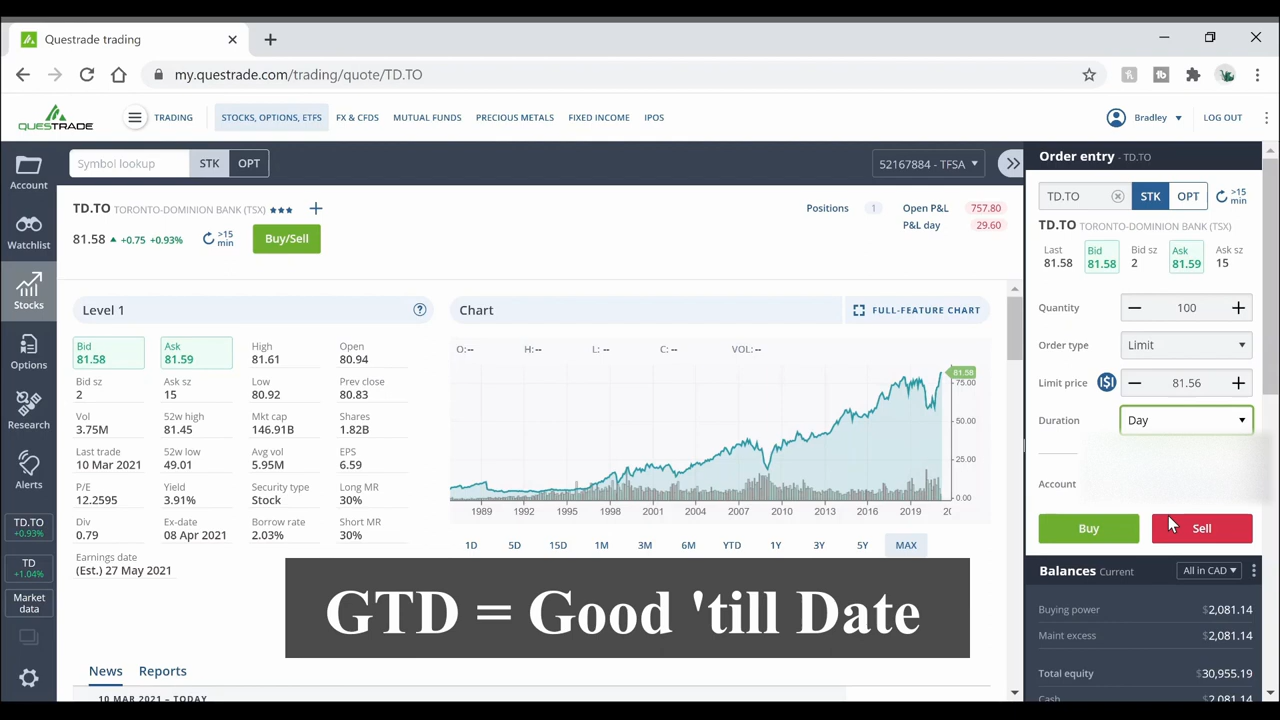 Questrade trading
my.questrade.com/trading/quote/TD.TO
QUESTRADE TRADING STOCKS, OPTIONS, ETFS FX & CFDS MUTUAL FUNDS PRECIOUS METALS FIXED INCOME IPOS Bradley LOG OUT
Account
Watchlist
Stocks
Options
Research
Alerts
TD.TO
+0.93%
TD
+1.04%
Market
data
Symbol lookup STK OPT 52167884 - TFSA
TD.TO TORONTO-DOMINION BANK (TSX)
81.58 +0.75 +0.93% >15 min Buy/Sell
Positions 1 Open P&L 757.80
P&L day 29.60
Level 1
Bid Ask High Open
81.58 81.59 81.61 80.94
Bid sz Ask sz Low Prev close
2 15 80.92 80.83
Vol 52w high Mkt cap Shares
3.75M 81.45 146.91B 1.82B
Last trade 52w low Avg vol EPS
10 Mar 2021 49.01 5.95M 6.59
P/E Yield Security type Long MR
12.2595 3.91% Stock 30%
Div Ex-date Borrow rate Short MR
0.79 08 Apr 2021 2.03% 30%
Earnings date
(Est.) 27 May 2021
Chart FULL-FEATURE CHART
O:-- H:-- L:-- C:-- VOL:--
81.58
75.00
50.00
25.00
0.00
1989 1992 1995 1998 2001 2004 2007 2010 2013 2016 2019
1D 5D 15D 1M 3M 6M YTD 1Y 3Y 5Y MAX
GTD = Good 'till Date
News Reports
10 MAR 2021 - TODAY
Order entry - TD.TO
TD.TO STK OPT >15 min
TD.TO TORONTO-DOMINION BANK (TSX)
Last Bid Bid sz Ask Ask sz
81.58 81.58 2 81.59 15
Quantity 100
Order type Limit
Limit price 81.56
Duration Day
Account
Buy Sell
Balances Current All in CAD
Buying power $2,081.14
Maint excess $2,081.14
Total equity $30,955.19
Cash $2,081.14